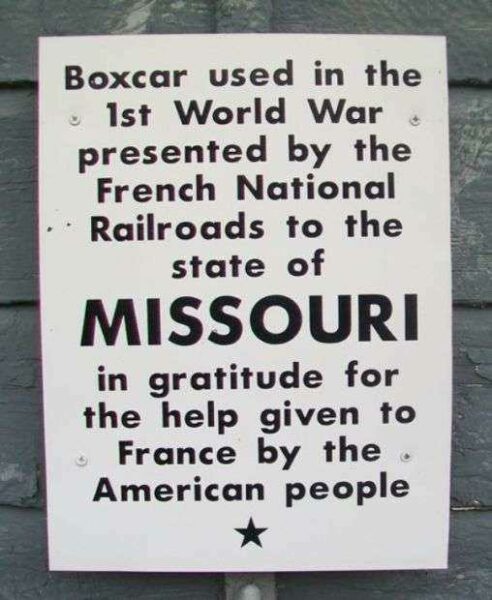 Boxcar used in the
1st World War
presented by the
French National
Railroads to the
state of
MISSOURI
in gratitude for
the help given to
France by the
American people